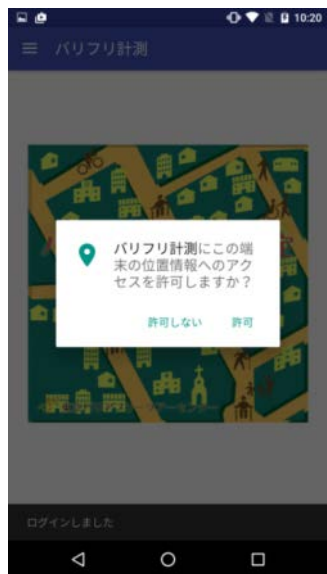 10:20
バリフリ計測
バリフリ計測にこの端
末の位置情報へのアク
セスを許可しますか？
許可しない 許可
ログインしました